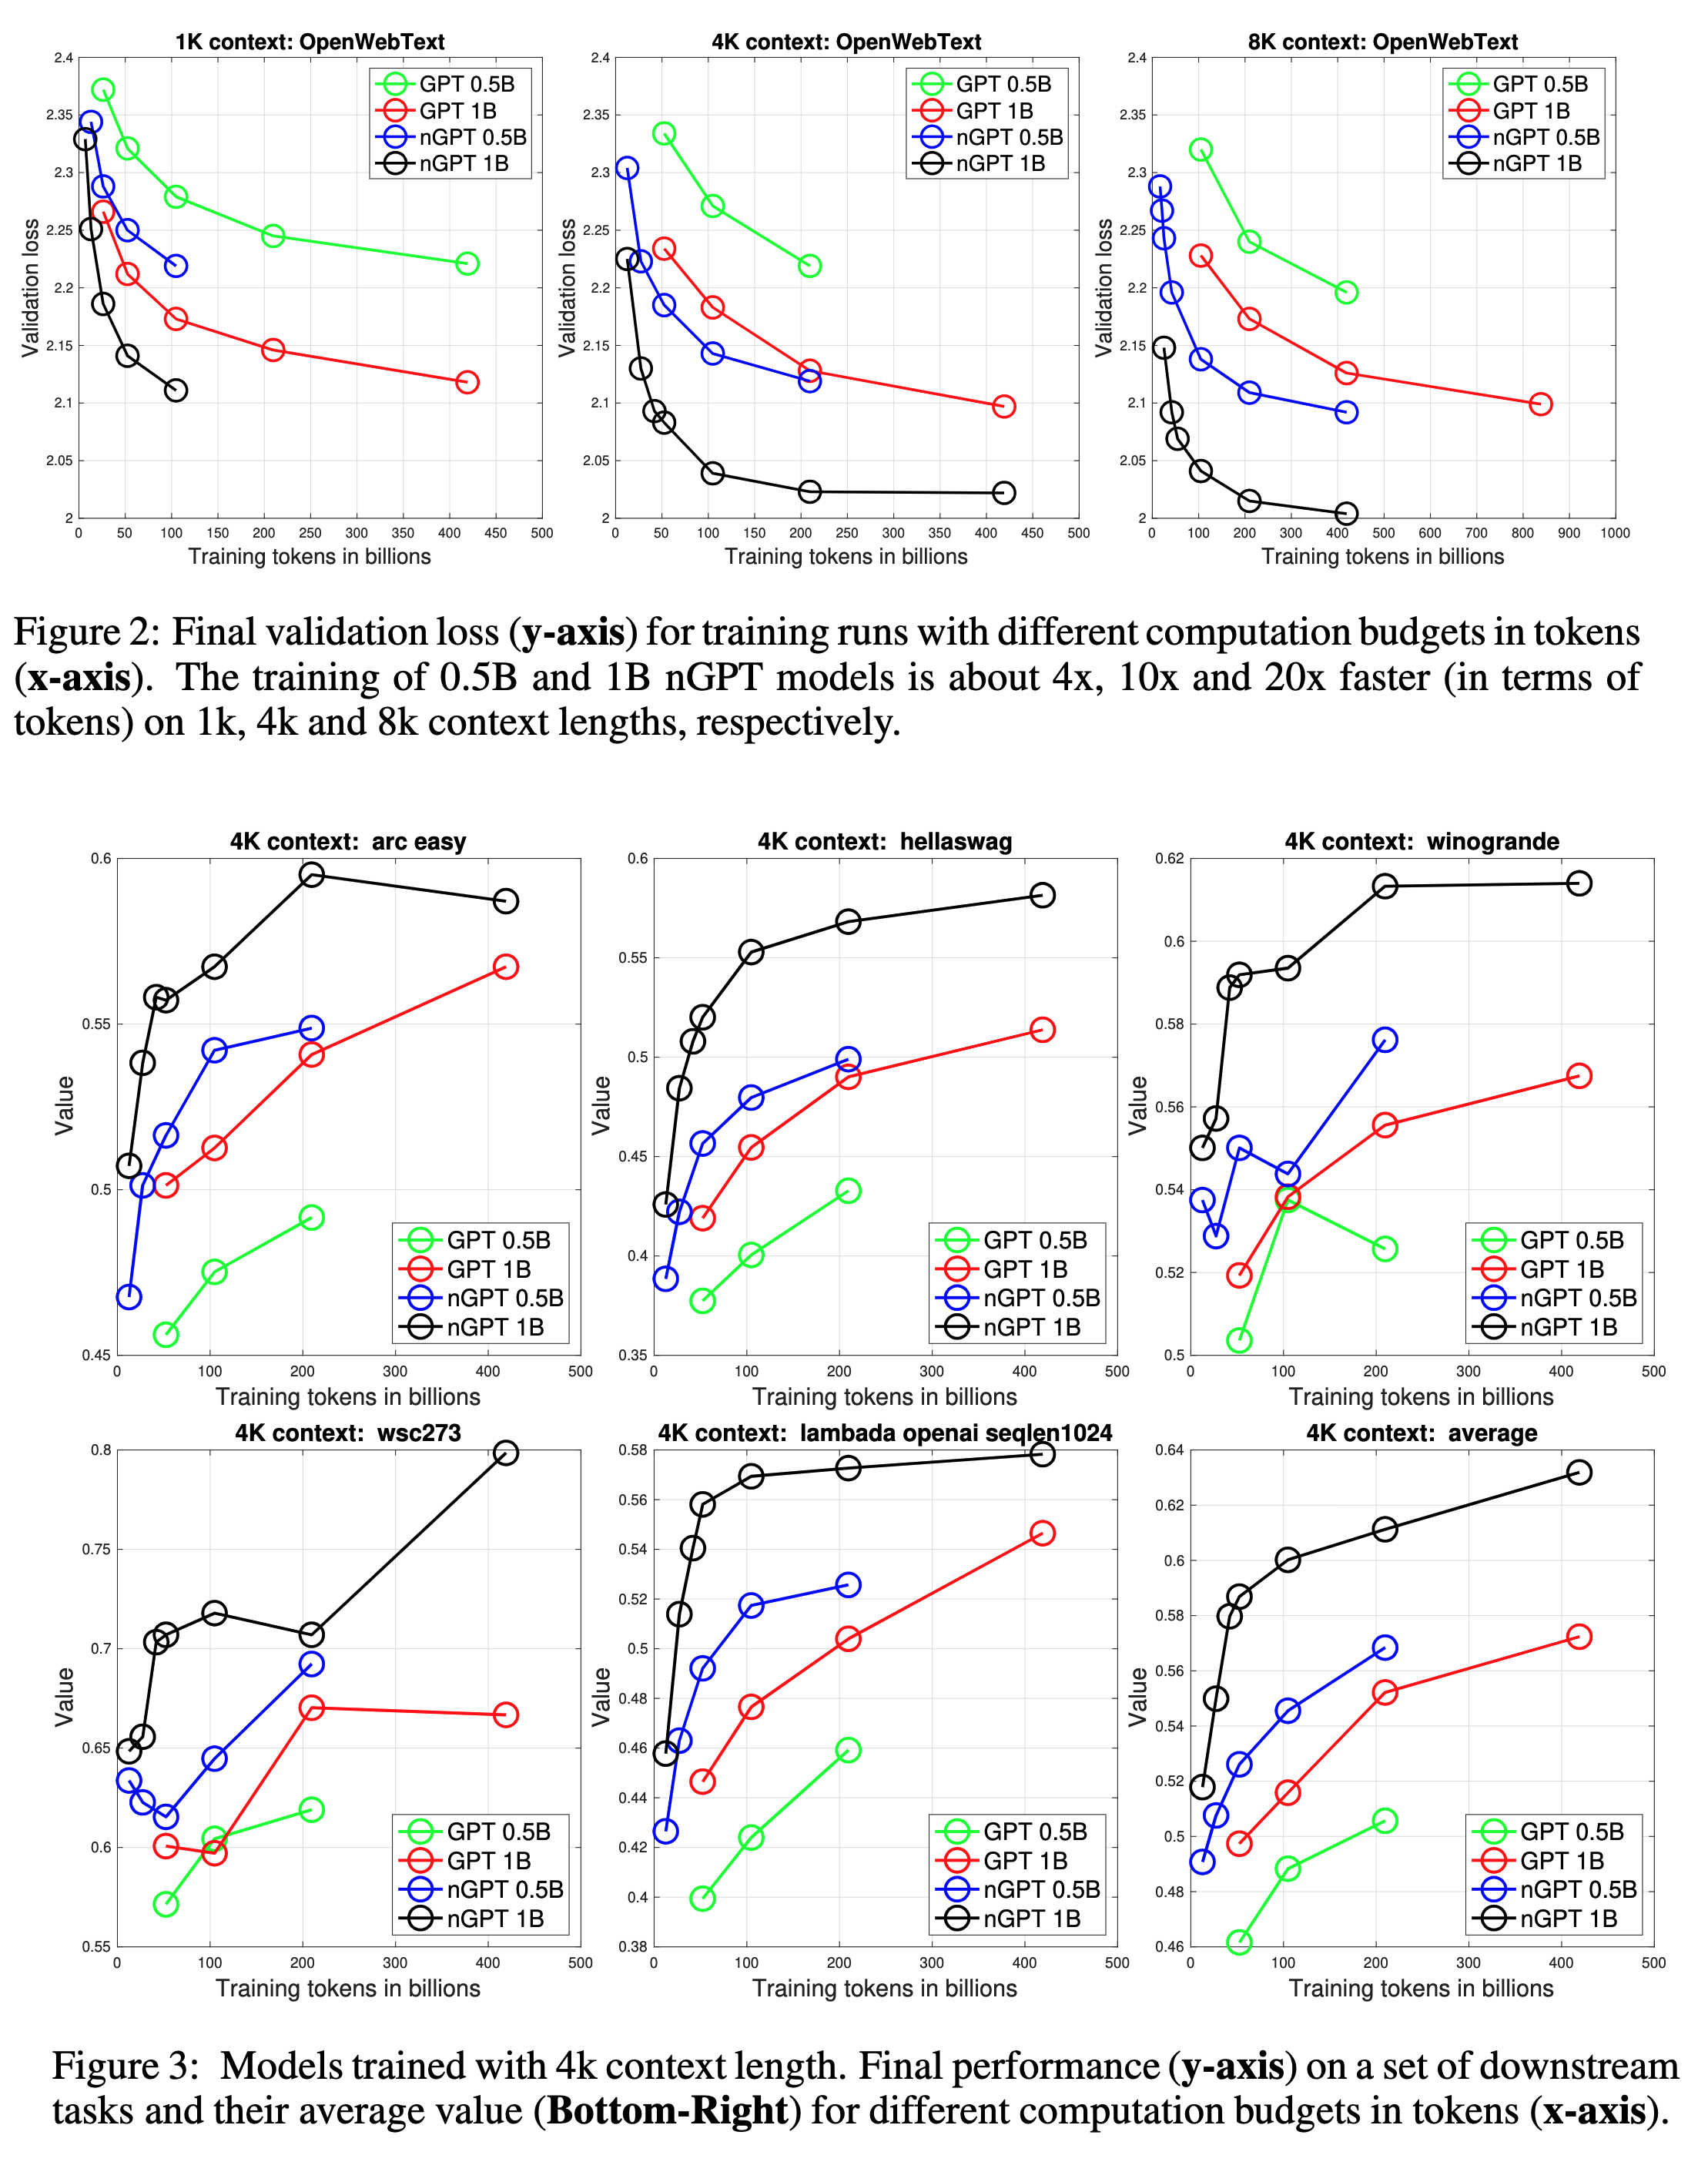 1K context: OpenWebText
2.4
2.35
2.3
2.25
2.2
2.15
2.1
2.05
2
Validation loss
GPT 0.5B
GPT 1B
nGPT 0.5B
nGPT 1B
0 50 100 150 200 250 300 350 400 450 500
Training tokens in billions
4K context: OpenWebText
2.4
2.35
2.3
2.25
2.2
2.15
2.1
2.05
2
Validation loss
GPT 0.5B
GPT 1B
nGPT 0.5B
nGPT 1B
0 50 100 150 200 250 300 350 400 450 500
Training tokens in billions
8K context: OpenWebText
2.4
2.35
2.3
2.25
2.2
2.15
2.1
2.05
2
Validation loss
GPT 0.5B
GPT 1B
nGPT 0.5B
nGPT 1B
0 100 200 300 400 500 600 700 800 900 1000
Training tokens in billions
Figure 2: Final validation loss (y-axis) for training runs with different computation budgets in tokens
(x-axis). The training of 0.5B and 1B nGPT models is about 4x, 10x and 20x faster (in terms of
tokens) on 1k, 4k and 8k context lengths, respectively.
4K context: arc easy
0.6
0.55
0.5
0.45
Value
GPT 0.5B
GPT 1B
nGPT 0.5B
nGPT 1B
0 100 200 300 400 500
Training tokens in billions
4K context: hellaswag
0.6
0.55
0.5
0.45
0.4
0.35
Value
GPT 0.5B
GPT 1B
nGPT 0.5B
nGPT 1B
0 100 200 300 400 500
Training tokens in billions
4K context: winogrande
0.62
0.6
0.58
0.56
0.54
0.52
0.5
Value
GPT 0.5B
GPT 1B
nGPT 0.5B
nGPT 1B
0 100 200 300 400 500
Training tokens in billions
4K context: wsc273
0.8
0.75
0.7
0.65
0.6
0.55
Value
GPT 0.5B
GPT 1B
nGPT 0.5B
nGPT 1B
0 100 200 300 400 500
Training tokens in billions
4K context: lambada openai seqlen1024
0.58
0.56
0.54
0.52
0.5
0.48
0.46
0.44
0.42
0.4
0.38
Value
GPT 0.5B
GPT 1B
nGPT 0.5B
nGPT 1B
0 100 200 300 400 500
Training tokens in billions
4K context: average
0.64
0.62
0.6
0.58
0.56
0.54
0.52
0.5
0.48
0.46
Value
GPT 0.5B
GPT 1B
nGPT 0.5B
nGPT 1B
0 100 200 300 400 500
Training tokens in billions
Figure 3: Models trained with 4k context length. Final performance (y-axis) on a set of downstream
tasks and their average value (Bottom-Right) for different computation budgets in tokens (x-axis).